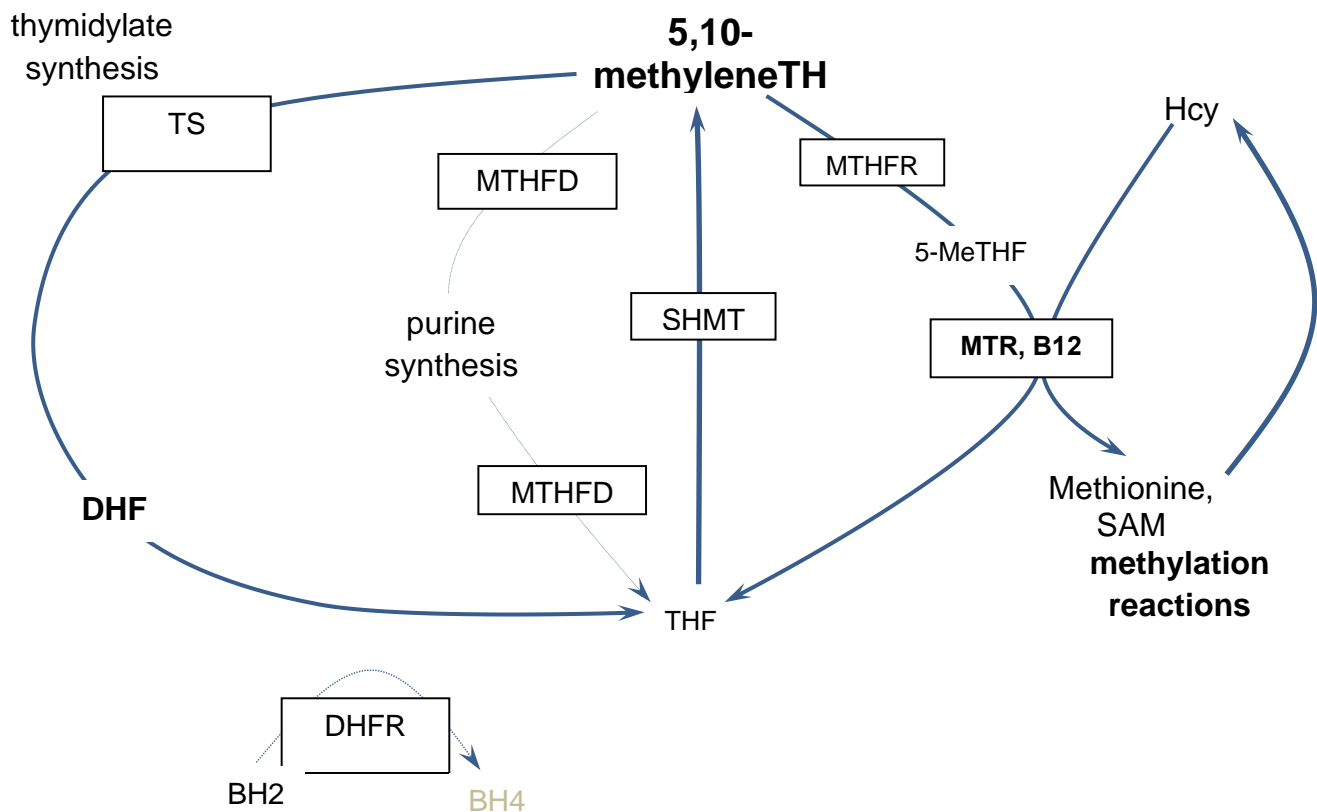 thymidylate
synthesis
5,10-
methyleneTH
TS
Hcy
MTHFD
MTHFR
5-MeTHF
purine
synthesis
SHMT
MTR, B12
MTHFD
DHF
Methionine,
SAM
methylation
reactions
THF
DHFR
BH2
BH4